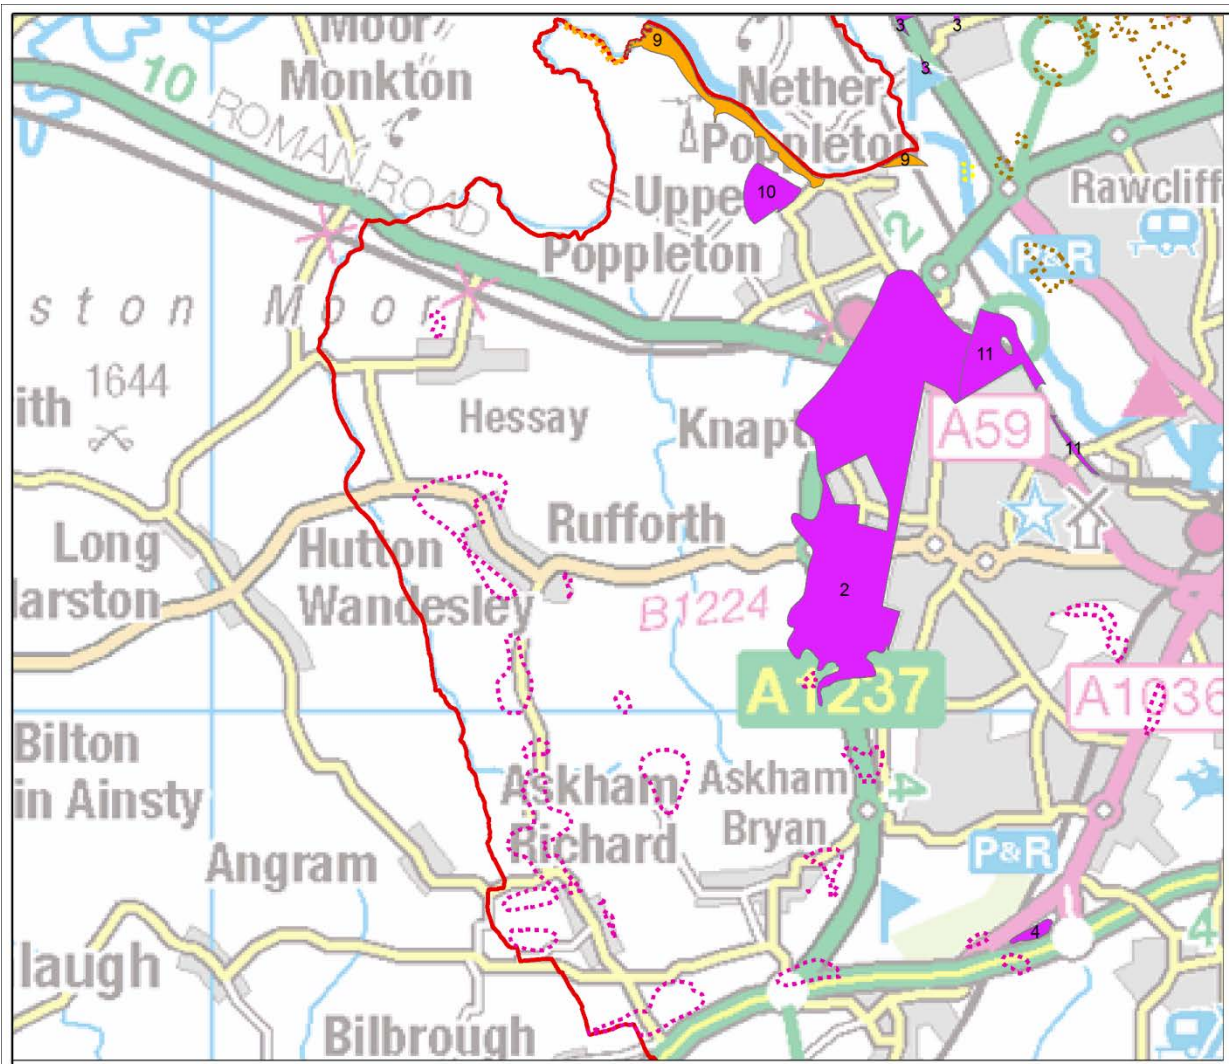 Moor
Monkton
10
ROMAN ROAD
9
Nether
Poppleton
9
3
3
3
10
Upper
Poppleton
2
Rawcliff
P&R
ston Moor
1644
ith
Hessay
Knapt
11
A59
11
Long
Marston
Hutton
Wandesley
Rufforth
B1224
2
A1237
A1036
Bilton
in Ainsty
Askham
Richard
Askham
Bryan
4
Angram
P&R
4
4
laugh
Bilbrough